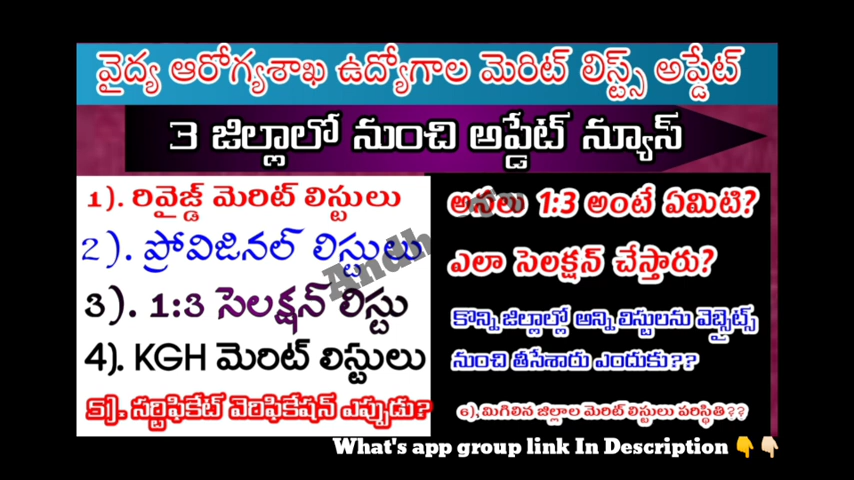 వైద్య ఆరోగ్యశాఖ ఉద్యోగాల మెరిట్ లిస్ట్స్ అప్డేట్
3 జిల్లాలో నుంచి అప్డేట్ న్యూస్
1). రివైజ్డ్ మెరిట్ లిస్టులు
2). ప్రోవిజినల్ లిస్టులు
3). 1:3 సెలక్షన్ లిస్టు
4). KGH మెరిట్ లిస్టులు
5). సర్టిఫికేట్ వెరిఫికేషన్ ఎప్పుడు?
అసలు 1:3 అంటే ఏమిటి?
ఎలా సెలక్షన్ చేస్తారు?
కొన్ని జిల్లాల్లో అన్ని లిస్టులను వెబ్సైట్స్
నుంచి తీసేశారు ఎందుకు??
6),మిగిలిన జిల్లాల మెరిట్ లిస్టులు పరిస్థితి??
Andh
What's app group link In Description 👇👇🏻